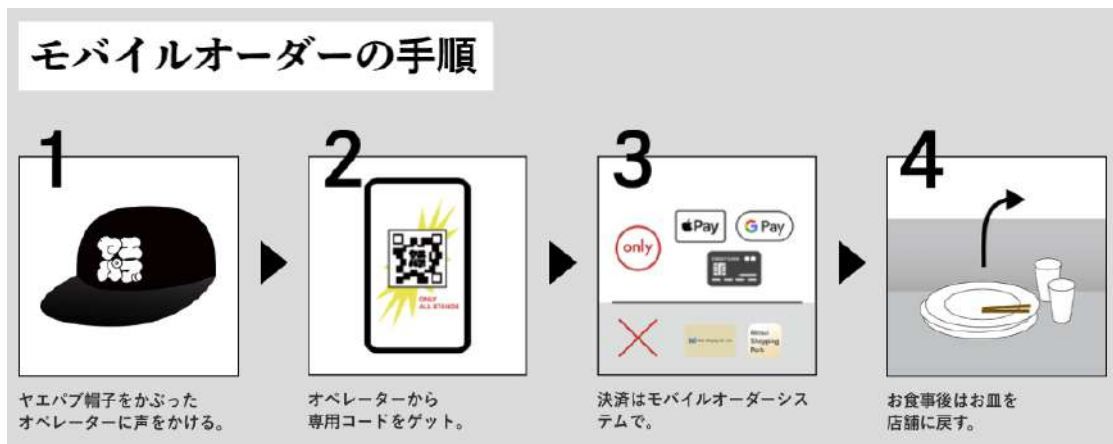 モバイルオーダーの手順
1
2
3
4
ヤエパブ
ONLY
ALL STANDS
only
Pay
G Pay
Mitsui
Shopping
Park
ヤエパブ帽子をかぶった
オペレーターに声をかける。
オペレーターから
専用コードをゲット。
決済はモバイルオーダーシス
テムで。
お食事後はお皿を
店舗に戻す。